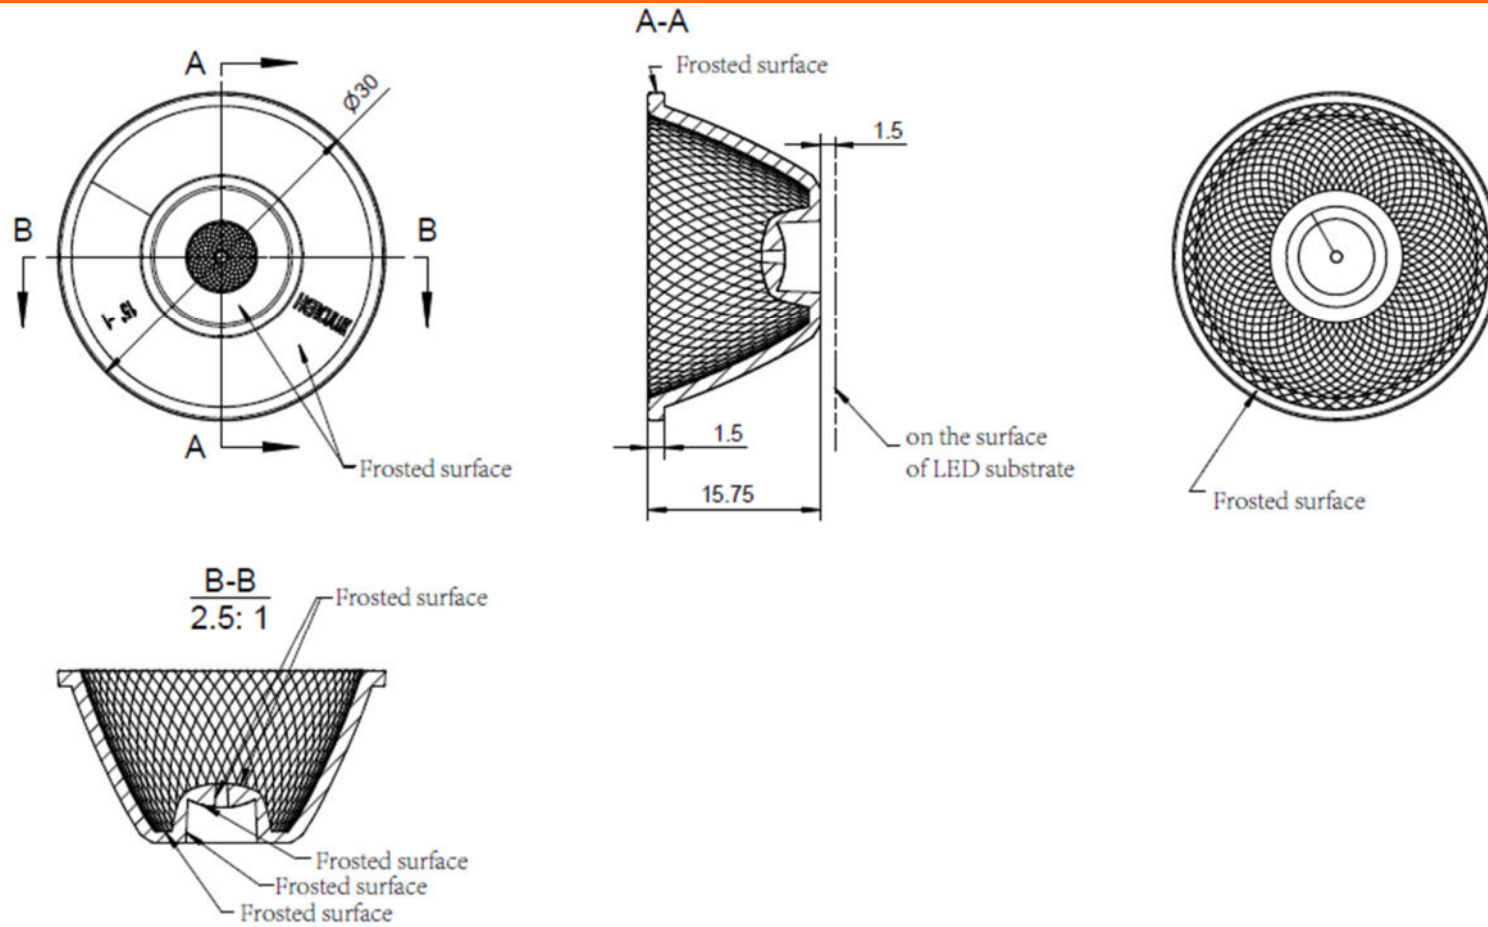 A-A
Frosted surface
A
Ø30
1.5
B
B
15°
A
Frosted surface
1.5
on the surface
of LED substrate
15.75
Frosted surface
B-B
2.5: 1
Frosted surface
Frosted surface
Frosted surface
Frosted surface